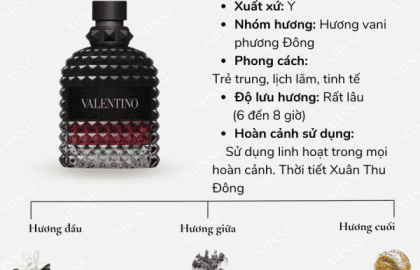 • Xuất xứ: Ý
• Nhóm hương: Hương vani
phương Đông
• Phong cách:
Trẻ trung, lịch lãm, tinh tế
• Độ lưu hương: Rất lâu
(6 đến 8 giờ)
• Hoàn cảnh sử dụng:
Sử dụng linh hoạt trong mọi
hoàn cảnh. Thời tiết Xuân Thu
Đông
VALENTINO
Hương đầu
Hương giữa
Hương cuối